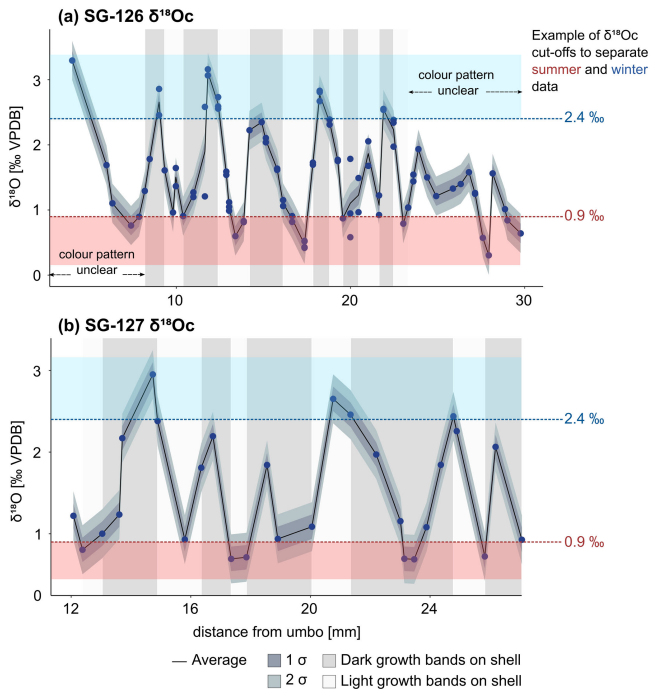 (a) SG-126 δ¹⁸Oc
Example of δ¹⁸Oc
cut-offs to separate
summer and winter
data
colour pattern
unclear
2.4 ‰
0.9 ‰
colour pattern
unclear
δ¹⁸O [‰ VPDB]
3
2
1
0
10
20
30
(b) SG-127 δ¹⁸Oc
2.4 ‰
0.9 ‰
δ¹⁸O [‰ VPDB]
3
2
1
0
12
16
20
24
distance from umbo [mm]
Average
1 σ
Dark growth bands on shell
2 σ
Light growth bands on shell